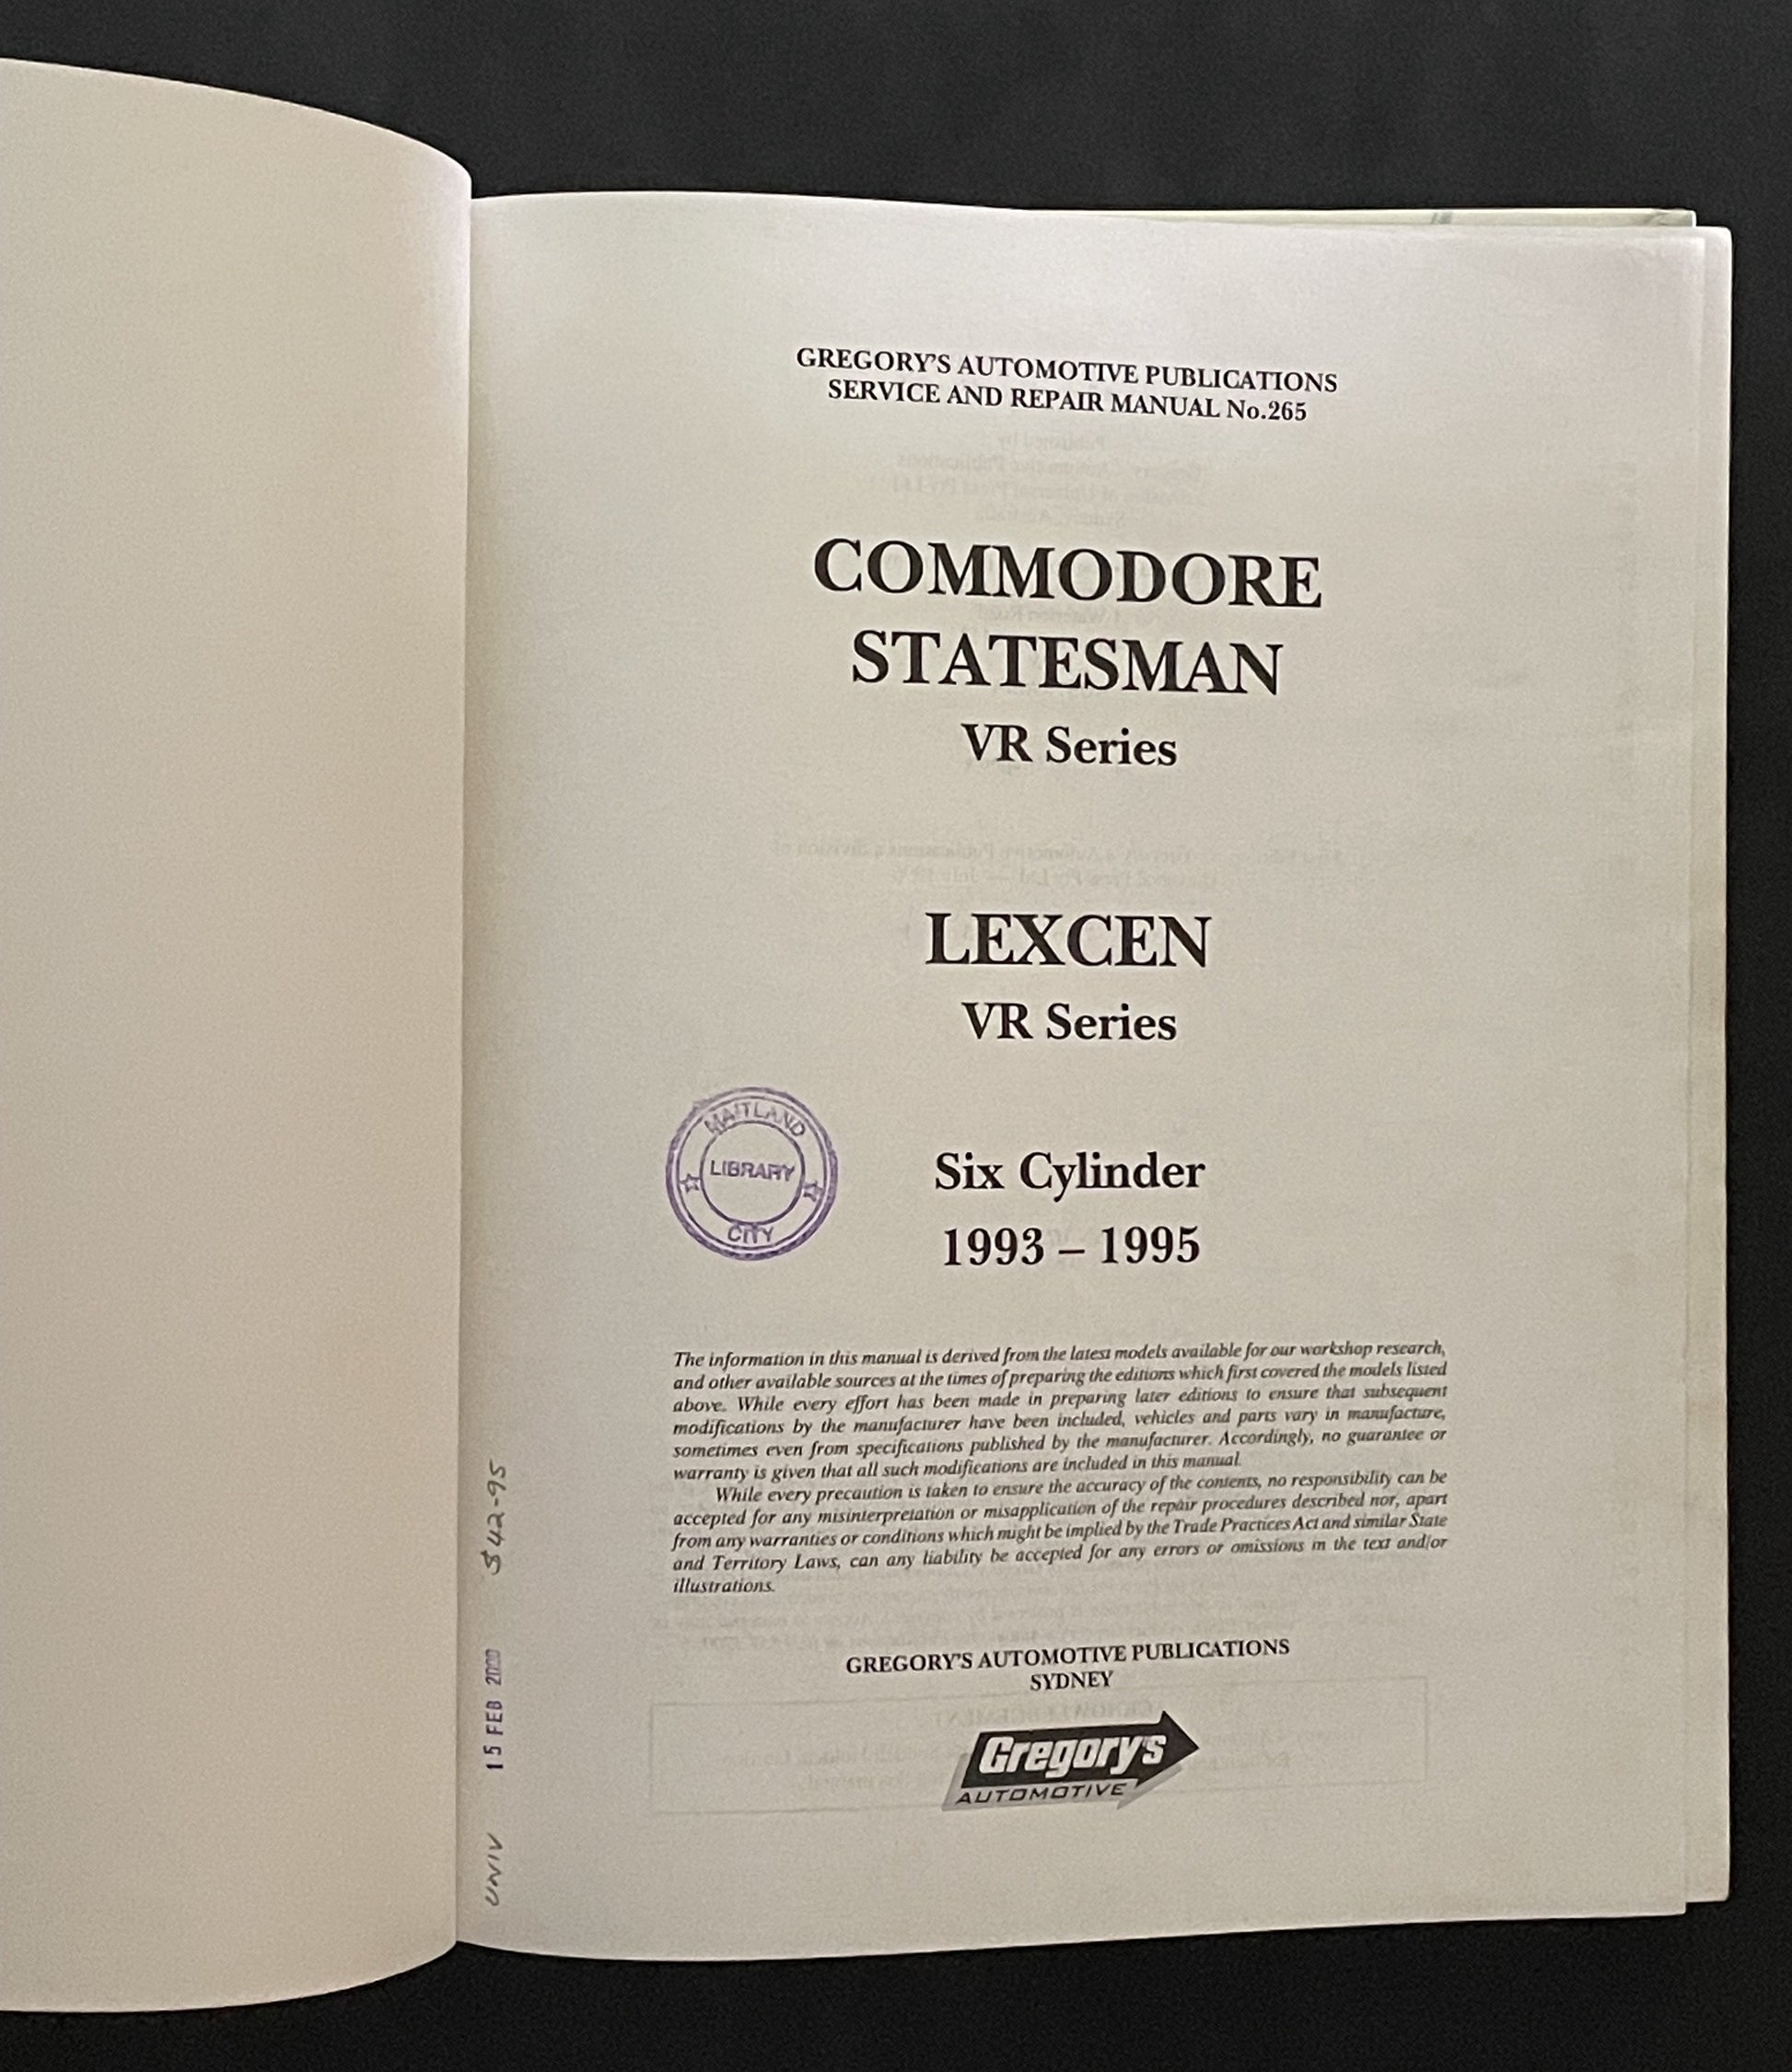 GREGORY'S AUTOMOTIVE PUBLICATIONS
SERVICE AND REPAIR MANUAL No.265
COMMODORE
STATESMAN
VR Series
LEXCEN
VR Series
MAITLAND
LIBRARY
CITY
Six Cylinder
1993 – 1995
The information in this manual is derived from the latest models available for our workshop research,
and other available sources at the times of preparing the editions which first covered the models listed
above. While every effort has been made in preparing later editions to ensure that subsequent
modifications by the manufacturer have been included, vehicles and parts vary in manufacture,
sometimes even from specifications published by the manufacturer. Accordingly, no guarantee or
warranty is given that all such modifications are included in this manual.
While every precaution is taken to ensure the accuracy of the contents, no responsibility can be
accepted for any misinterpretation or misapplication of the repair procedures described nor, apart
from any warranties or conditions which might be implied by the Trade Practices Act and similar State
and Territory Laws, can any liability be accepted for any errors or omissions in the text and/or
illustrations.
GREGORY'S AUTOMOTIVE PUBLICATIONS
SYDNEY
Gregory's
AUTOMOTIVE
UNIV 15 FEB 2000 $42-95